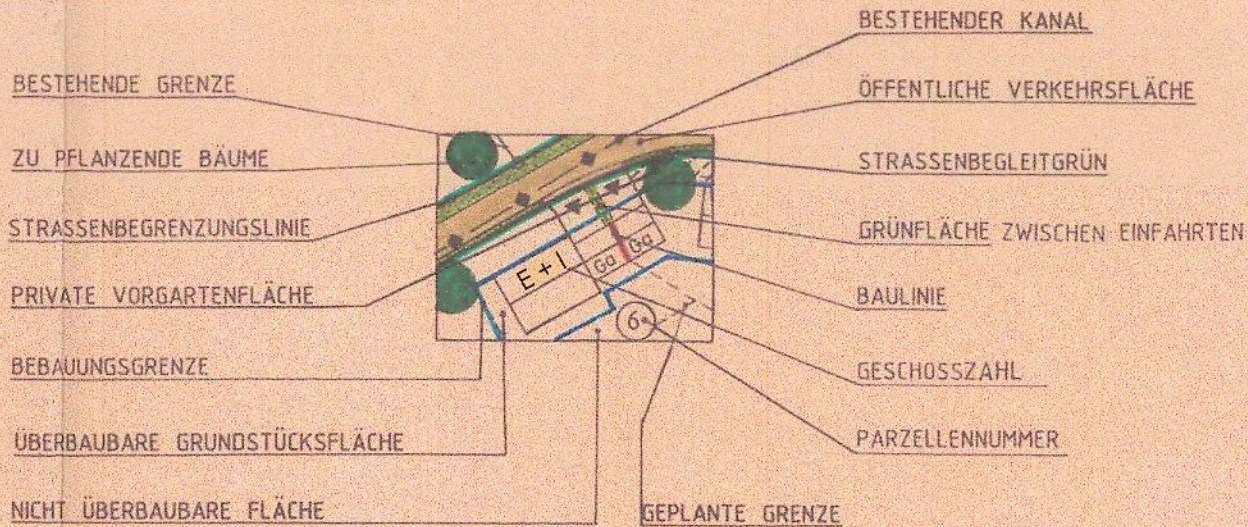 BESTEHENDER KANAL
BESTEHENDE GRENZE
ÖFFENTLICHE VERKEHRSFLÄCHE
ZU PFLANZENDE BÄUME
STRASSENBEGLEITGRÜN
STRASSENBEGRENZUNGSLINIE
GRÜNFLÄCHE ZWISCHEN EINFAHRTEN
E+I
Ga Ga
PRIVATE VORGARTENFLÄCHE
BAULINIE
6
BEBAUUNGSGRENZE
GESCHOSSZAHL
ÜBERBAUBARE GRUNDSTÜCKSFLÄCHE
PARZELLENNUMMER
NICHT ÜBERBAUBARE FLÄCHE
GEPLANTE GRENZE